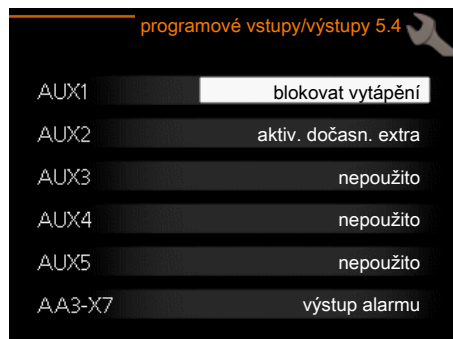 programové vstupy/výstupy 5.4
AUX1 blokovat vytápění
AUX2 aktiv. dočasn. extra
AUX3 nepoužito
AUX4 nepoužito
AUX5 nepoužito
AA3-X7 výstup alarmu